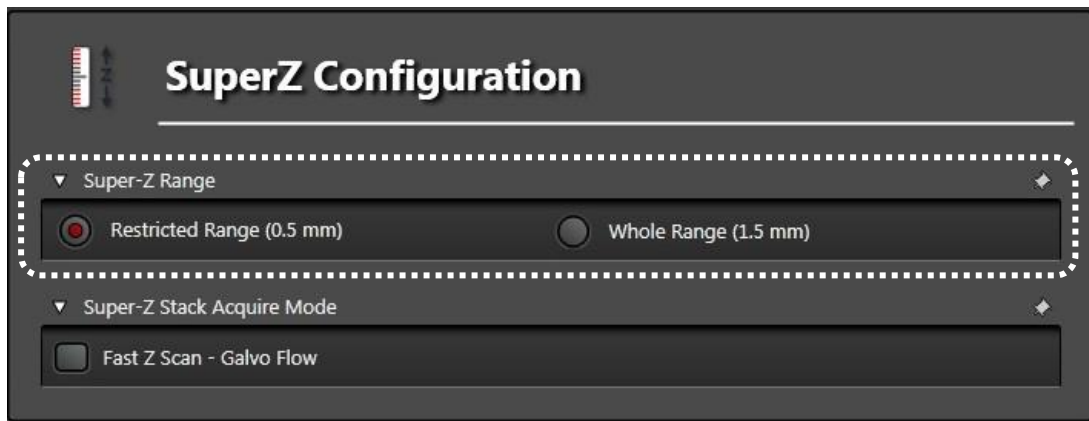 Z
SuperZ Configuration
Super-Z Range
Restricted Range (0.5 mm) Whole Range (1.5 mm)
Super-Z Stack Acquire Mode
Fast Z Scan - Galvo Flow